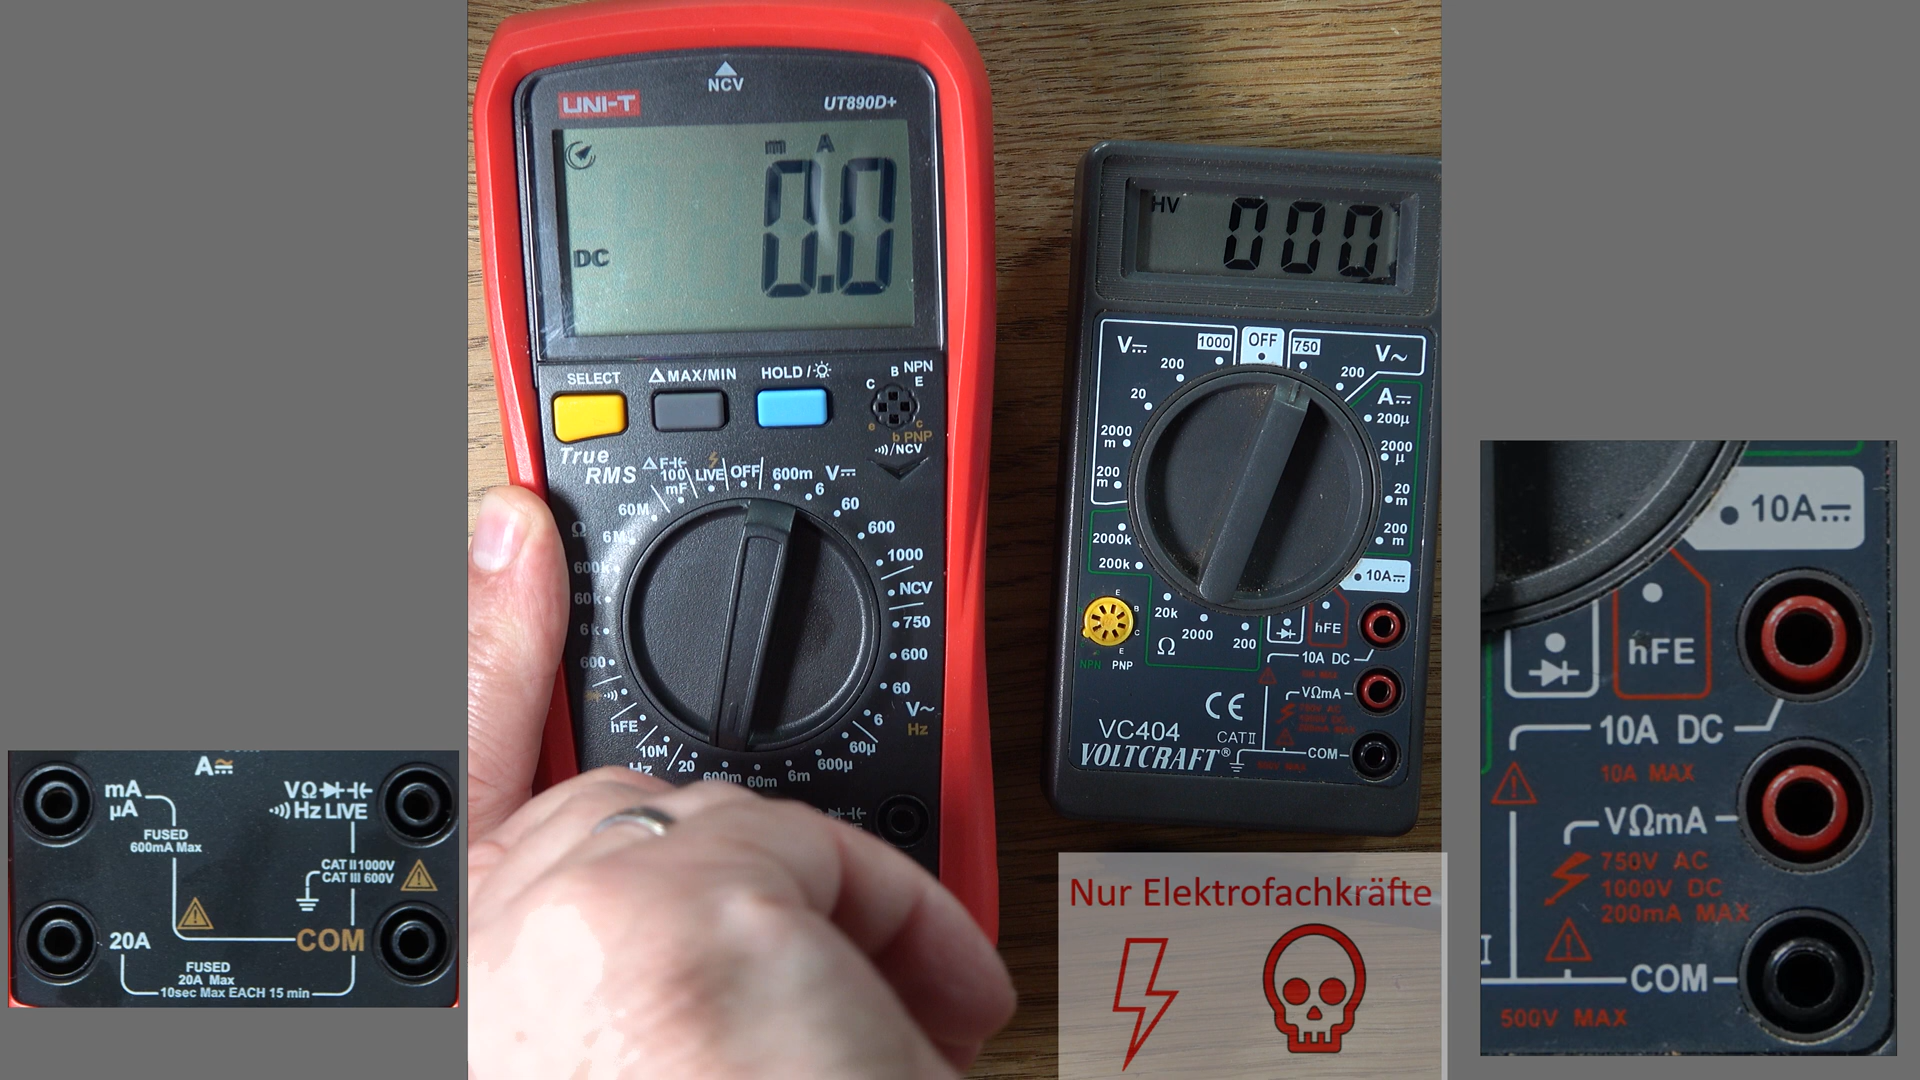 NCV
UNI-T
UT890D+
m A
DC
0.0
SELECT
MAX/MIN
HOLD /
B NPN
C E
e c
b PNP
/NCV
True
RMS
F
100
mF
LIVE
OFF
600m
V
6
60
600
1000
NCV
750
600
60
V~
6
Hz
60µ
600µ
6m
60m
600m
20
10M
Hz
hFE
600
6k
60k
600k
6M
Ω
60M
HV
000
V
1000
OFF
750
V~
200
200
A
20
200µ
2000
m
2000
µ
200
m
20
m
200
m
2000k
200k
10A
20k
2000
200
Ω
hFE
E
B
C
E
NPN PNP
10A DC
VΩmA
CE
VC404
CAT II
VOLTCRAFT®
COM
mA
µA
A
VΩ
Hz LIVE
FUSED
600mA Max
CAT II 1000V
CAT III 600V
20A
COM
FUSED
20A Max
10sec Max EACH 15 min
Nur Elektrofachkräfte
10A
hFE
10A DC
10A MAX
VΩmA
750V AC
1000V DC
200mA MAX
COM
500V MAX